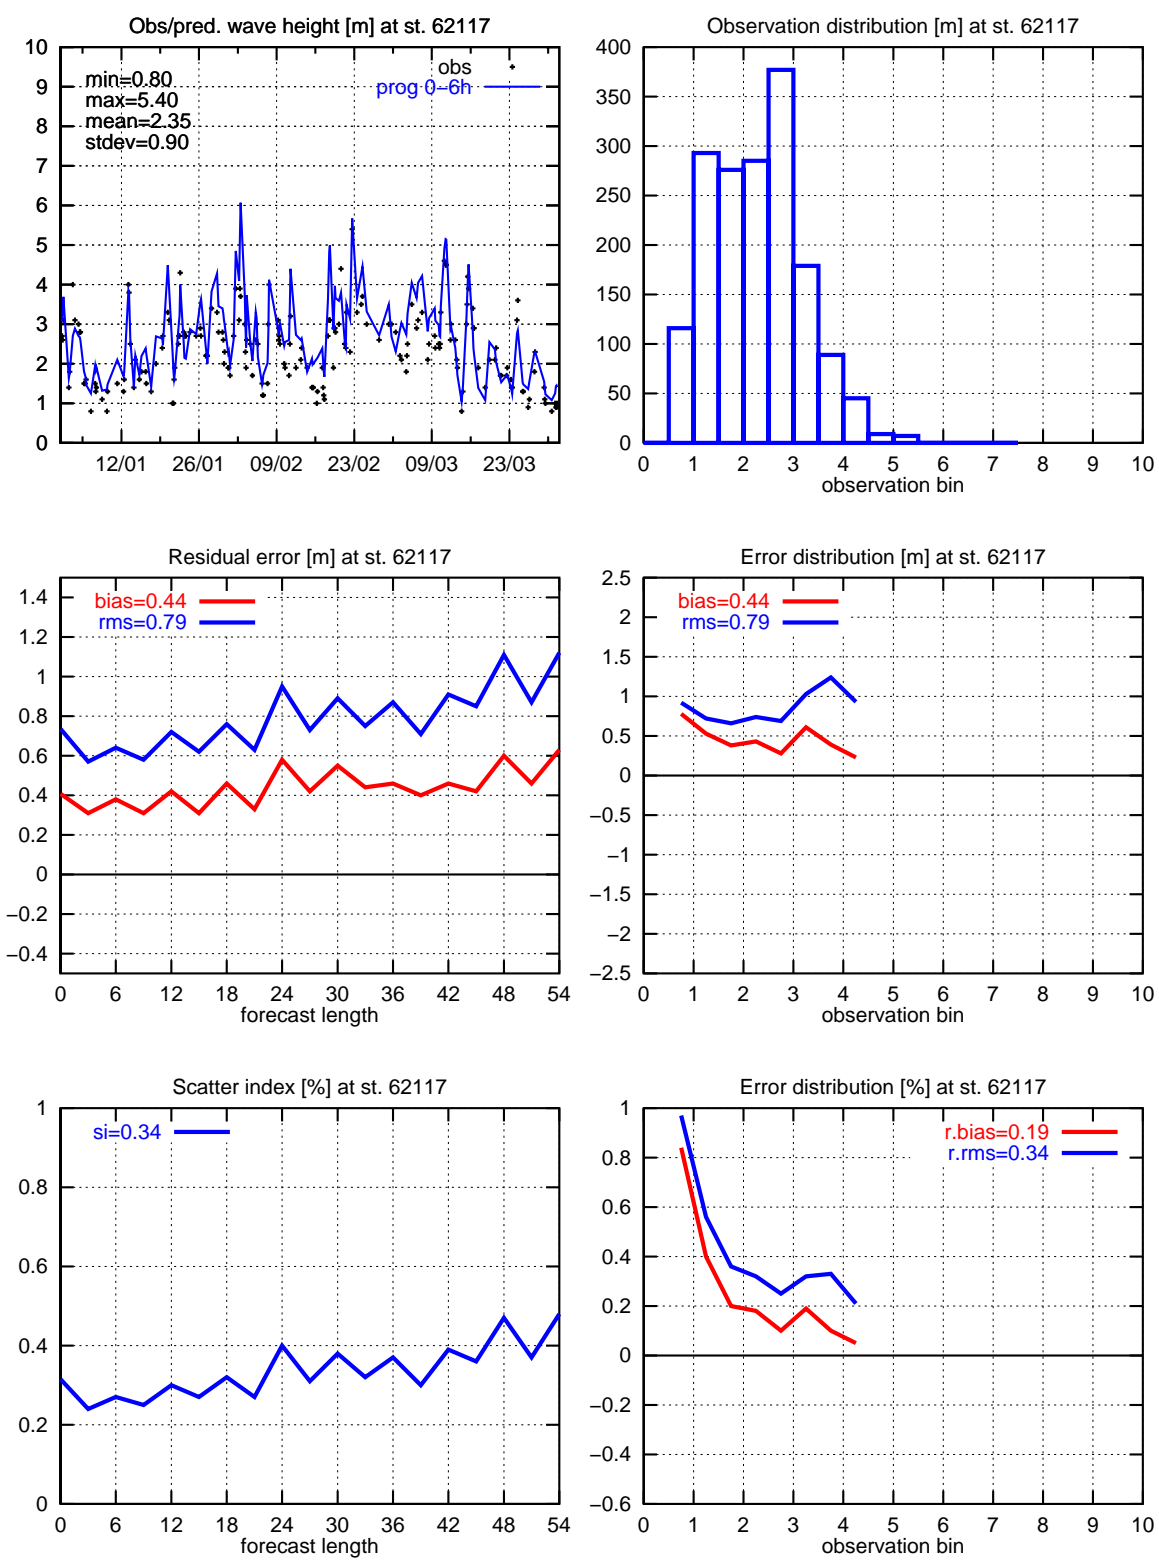 Obs/pred. wave height [m] at st. 62117
10
9
8
7
6
5
4
3
2
1
0
min=0.80
max=5.40
mean=2.35
stdev=0.90
obs
prog 0-6h
12/01 26/01 09/02 23/02 09/03 23/03
Observation distribution [m] at st. 62117
400
350
300
250
200
150
100
50
0
0 1 2 3 4 5 6 7 8 9 10
observation bin
Residual error [m] at st. 62117
1.4
1.2
1
0.8
0.6
0.4
0.2
0
-0.2
-0.4
bias=0.44
rms=0.79
0 6 12 18 24 30 36 42 48 54
forecast length
Error distribution [m] at st. 62117
2.5
2
1.5
1
0.5
0
-0.5
-1
-1.5
-2
-2.5
bias=0.44
rms=0.79
0 1 2 3 4 5 6 7 8 9 10
observation bin
Scatter index [%] at st. 62117
1
0.8
0.6
0.4
0.2
0
si=0.34
0 6 12 18 24 30 36 42 48 54
forecast length
Error distribution [%] at st. 62117
1
0.8
0.6
0.4
0.2
0
-0.2
-0.4
-0.6
r.bias=0.19
r.rms=0.34
0 1 2 3 4 5 6 7 8 9 10
observation bin